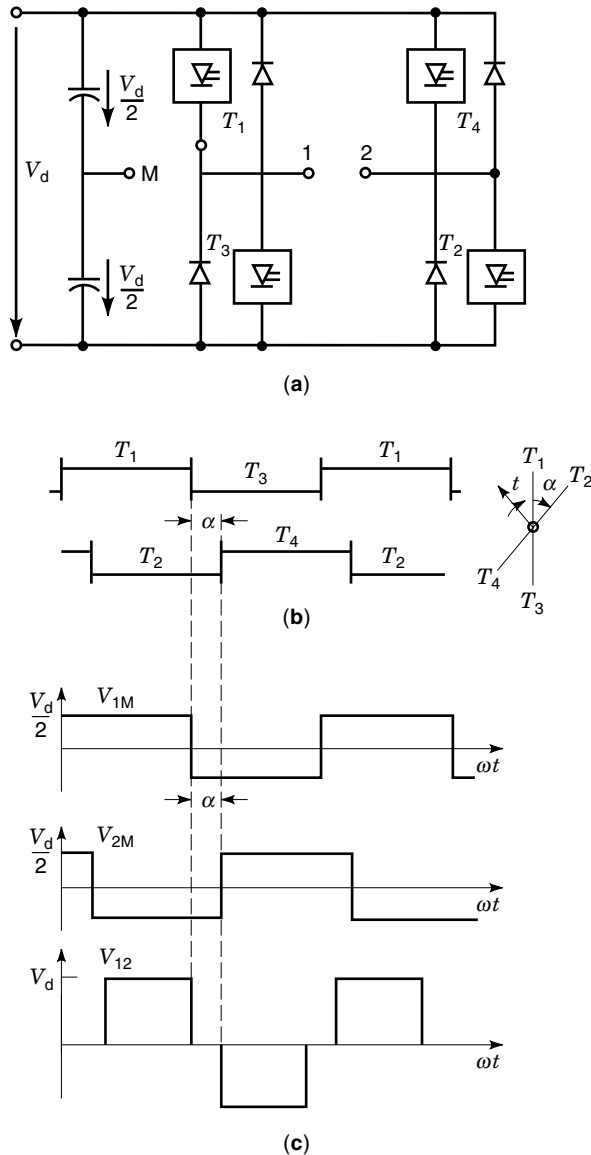 V_d/2
T_1
T_4
V_d
M
1
2
T_3
T_2
V_d/2
(a)
T_1
T_3
T_1
α
T_2
T_4
T_2
t
T_1
α
T_2
T_4
T_3
(b)
V_d/2
V_1M
ωt
α
V_d/2
V_2M
ωt
V_12
V_d
ωt
(c)